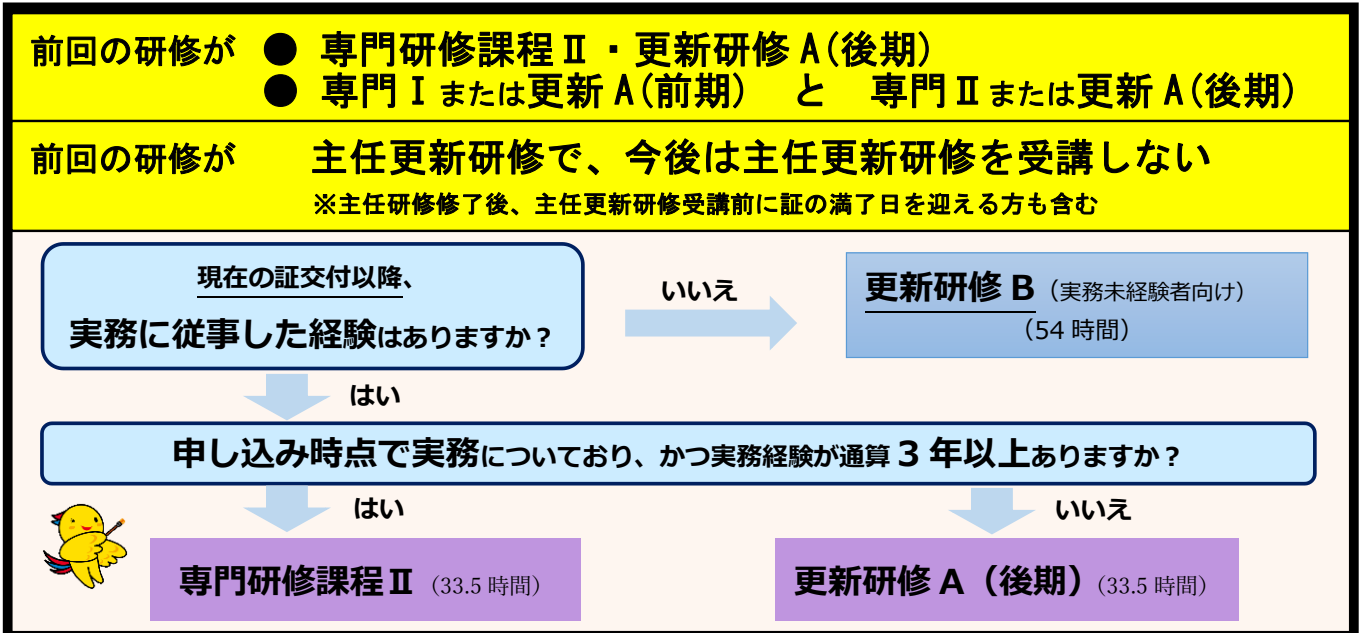 前回の研修が ● 専門研修課程Ⅱ・更新研修A(後期)
● 専門Ⅰまたは更新A(前期) と 専門Ⅱまたは更新A(後期)
前回の研修が 主任更新研修で、今後は主任更新研修を受講しない
※主任研修修了後、主任更新研修受講前に証の満了日を迎える方も含む
現在の証交付以降、
実務に従事した経験はありますか？
いいえ
更新研修B（実務未経験者向け）
（54時間）
はい
申し込み時点で実務についており、かつ実務経験が通算3年以上ありますか？
はい
いいえ
専門研修課程Ⅱ（33.5時間）
更新研修A（後期）（33.5時間）